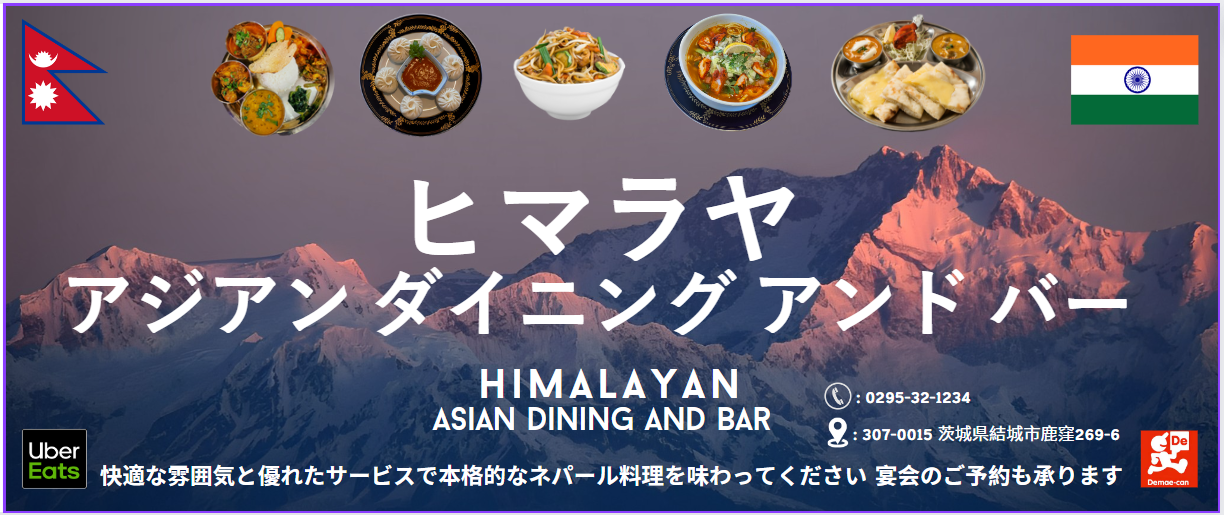 ヒマラヤ
アジアン ダイニング アンド バー
HIMALAYAN
ASIAN DINING AND BAR
: 0295-32-1234
: 307-0015 茨城県結城市鹿窪269-6
Uber
Eats
快適な雰囲気と優れたサービスで本格的なネパール料理を味わってください 宴会のご予約も承ります
De
Demae-can